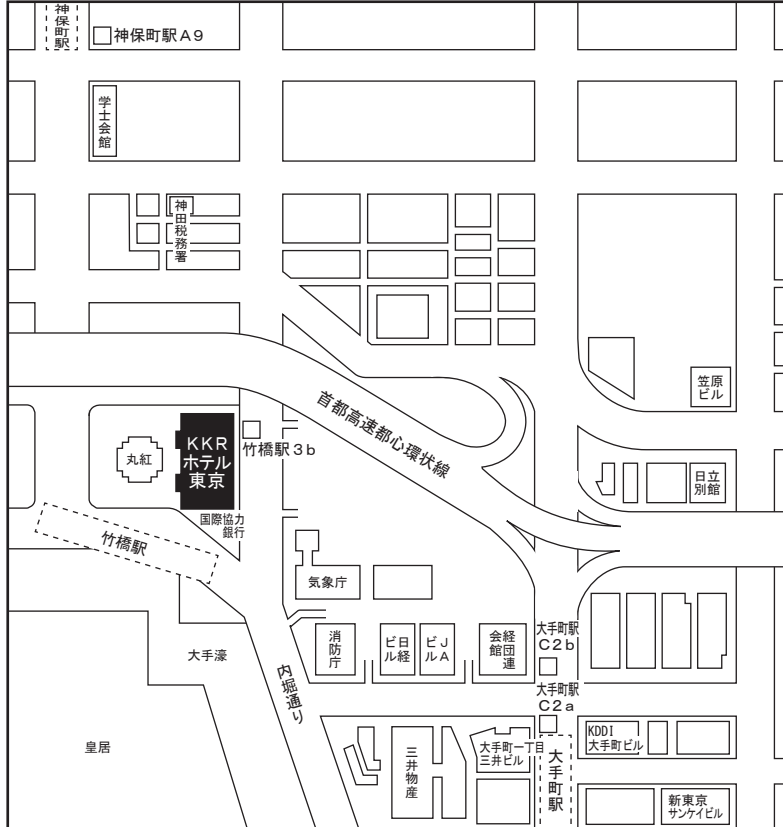 神保町駅
神保町駅A9
学士会館
神田税務署
首都高速都心環状線
笠原
ビル
KKR
ホテル
東京
丸紅
竹橋駅3b
国際協力
銀行
竹橋駅
日立
別館
気象庁
消防庁
日経
ビル
JA
ビル
経団連
会館
大手町駅
C2b
大手町駅
C2a
大手濠
内堀通り
皇居
三井物産
大手町一丁目
三井ビル
大手町駅
KDDI
大手町ビル
新東京
サンケイビル